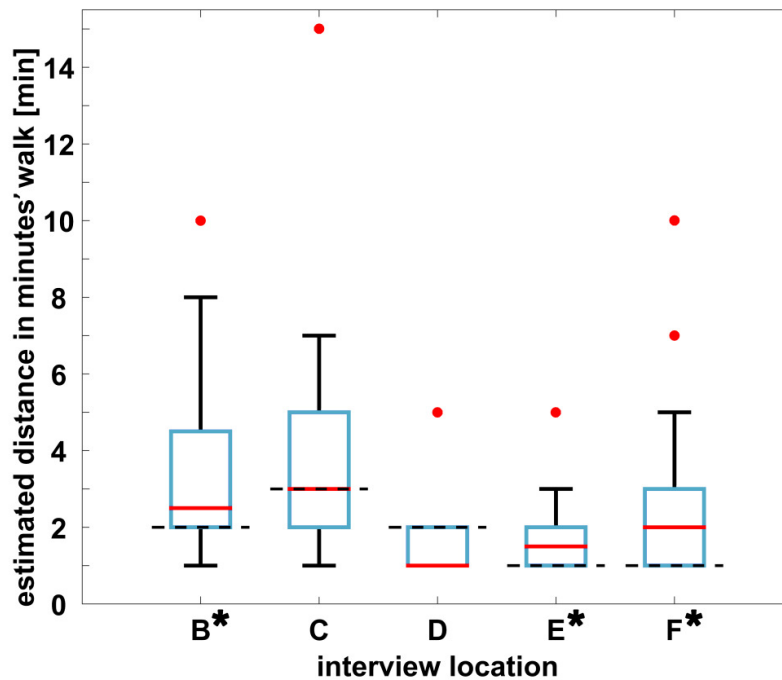 estimated distance in minutes' walk [min]
14
12
10
8
6
4
2
0
B* C D E* F*
interview location